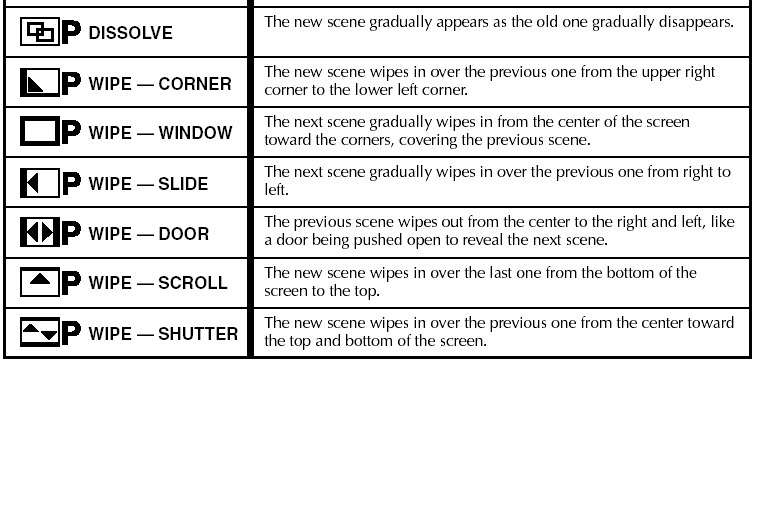 P DISSOLVE
The new scene gradually appears as the old one gradually disappears.
P WIPE — CORNER
The new scene wipes in over the previous one from the upper right
corner to the lower left corner.
P WIPE — WINDOW
The next scene gradually wipes in from the center of the screen
toward the corners, covering the previous scene.
P WIPE — SLIDE
The next scene gradually wipes in over the previous one from right to
left.
P WIPE — DOOR
The previous scene wipes out from the center to the right and left, like
a door being pushed open to reveal the next scene.
P WIPE — SCROLL
The new scene wipes in over the last one from the bottom of the
screen to the top.
P WIPE — SHUTTER
The new scene wipes in over the previous one from the center toward
the top and bottom of the screen.